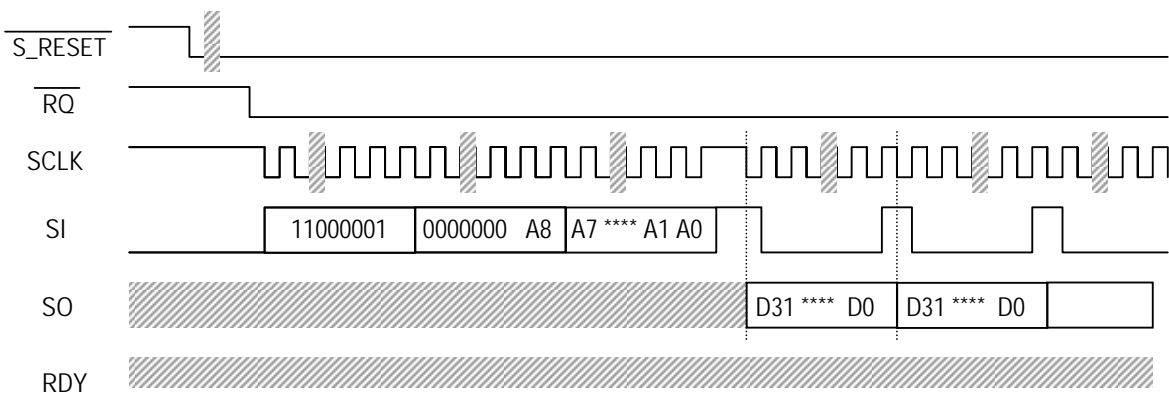 S_RESET
RQ
SCLK
SI 11000001 0000000 A8 A7 **** A1 A0
SO D31 **** D0 D31 **** D0
RDY